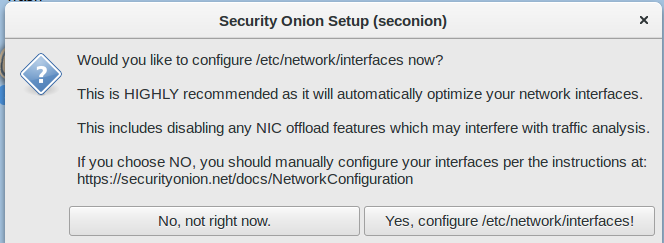 Security Onion Setup (seconion)
Would you like to configure /etc/network/interfaces now?
This is HIGHLY recommended as it will automatically optimize your network interfaces.
This includes disabling any NIC offload features which may interfere with traffic analysis.
If you choose NO, you should manually configure your interfaces per the instructions at:
https://securityonion.net/docs/NetworkConfiguration
No, not right now.
Yes, configure /etc/network/interfaces!